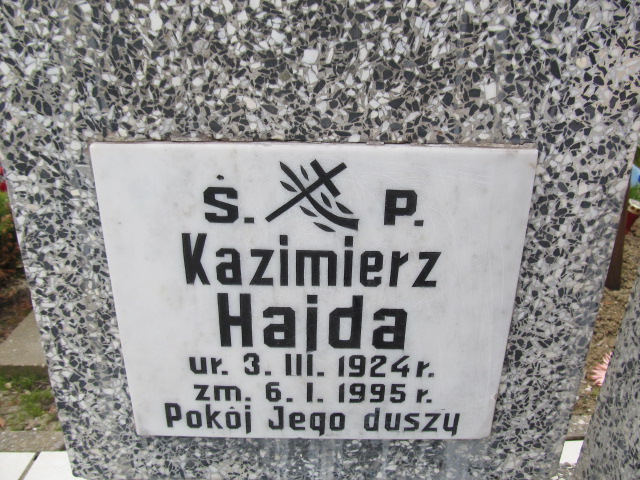 Ś. P.
Kazimierz
Hajda
ur. 3. III. 1924 r.
zm. 6. I. 1995 r.
Pokój Jego duszy